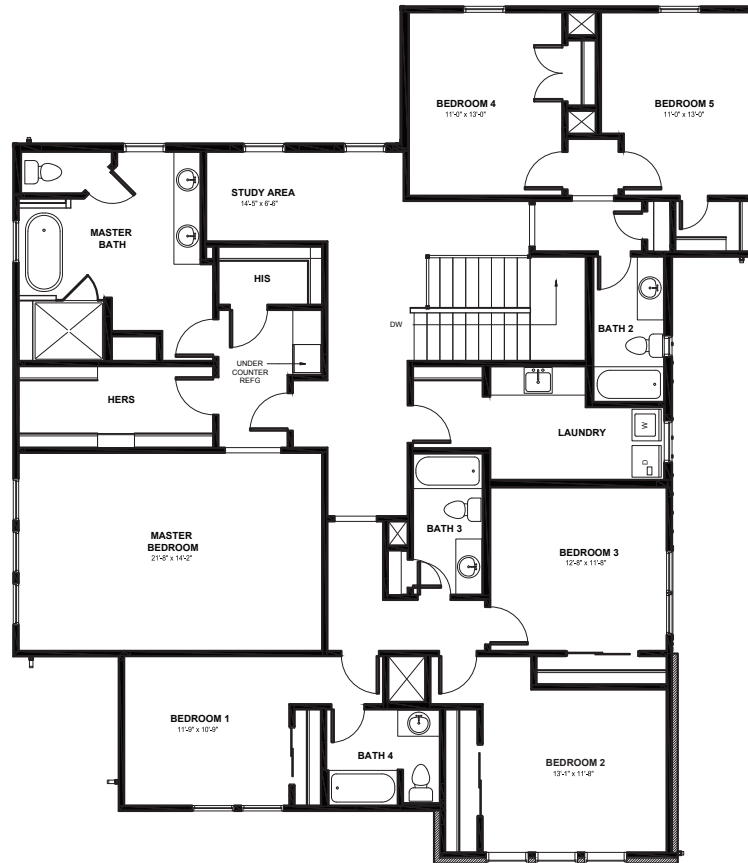 BEDROOM 4
11'-0" x 13'-0"
BEDROOM 5
11'-0" x 13'-0"
STUDY AREA
14'-5" x 6'-6"
MASTER
BATH
HIS
DW
BATH 2
UNDER
COUNTER
REFG
HERS
LAUNDRY
W
D
MASTER
BEDROOM
21'-8" x 14'-2"
BATH 3
BEDROOM 3
12'-8" x 11'-8"
BEDROOM 1
11'-9" x 10'-9"
BATH 4
BEDROOM 2
13'-1" x 11'-8"